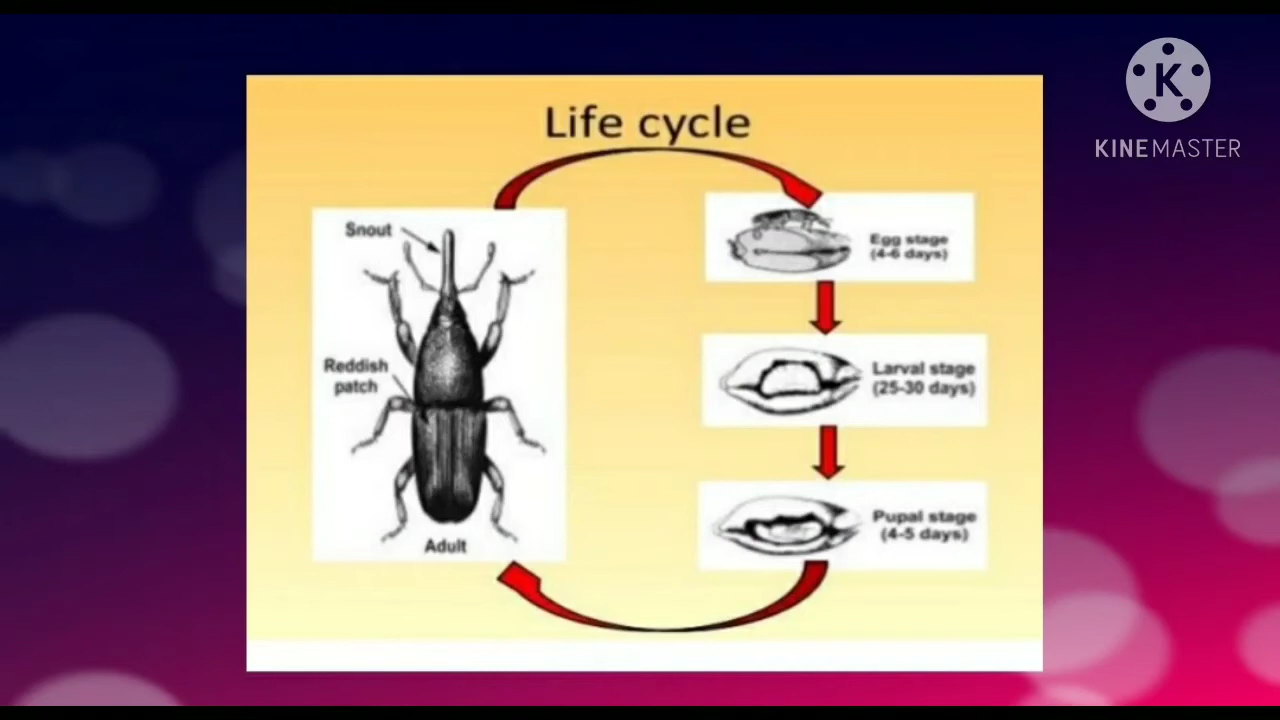 Life cycle
Snout
Reddish
patch
Adult
Egg stage
(4-6 days)
Larval stage
(25-30 days)
Pupal stage
(4-5 days)
K
KINEMASTER